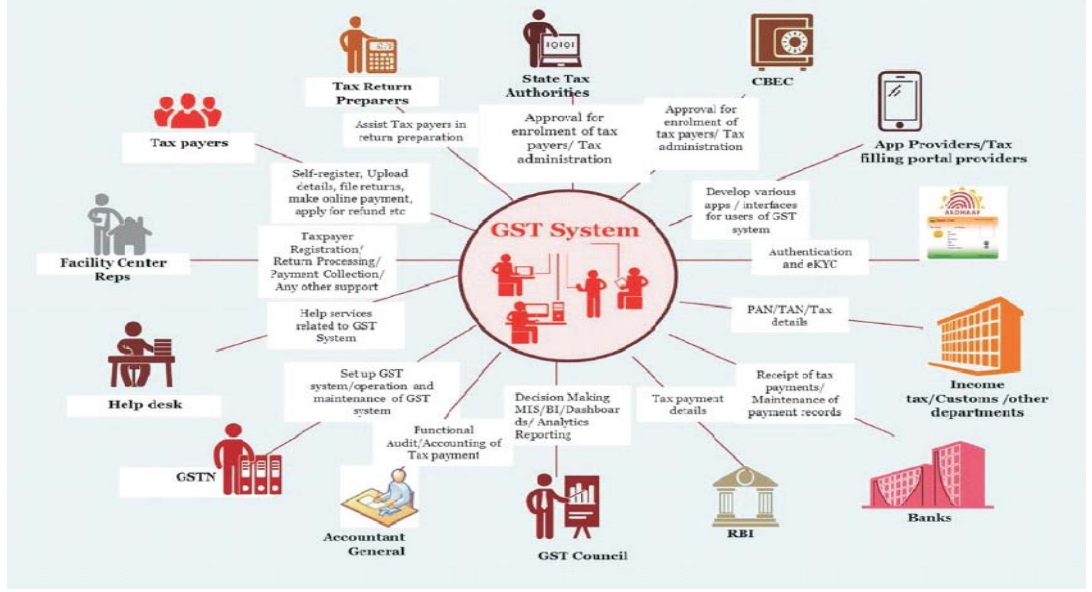 Tax Return
Preparers
Assist Tax payers in
return preparation
State Tax
Authorities
Approval for
enrolment of tax
payers/ Tax
administration
CBEC
Approval for
enrolment of
tax payers/ Tax
administration
App Providers/Tax
filling portal providers
Develop various
apps / interfaces
for users of GST
system
Tax payers
Self-register, Upload
details, file returns,
make online payment,
apply for refund etc
GST System
AADHAAR
Authentication
and eKYC
Facility Center
Reps
Taxpayer
Registration/
Return Processing/
Payment Collection/
Any other support
PAN/TAN/Tax
details
Income
tax/Customs /other
departments
Help services
related to GST
System
Help desk
Set up GST
system/operation and
maintenance of GST
system
GSTN
Functional
Audit/Accounting of
Tax payment
Accountant
General
Decision Making
MIS/BI/Dashboar
ds/ Analytics
Reporting
GST Council
Tax payment
details
RBI
Receipt of tax
payments/
Maintenance of
payment records
Banks